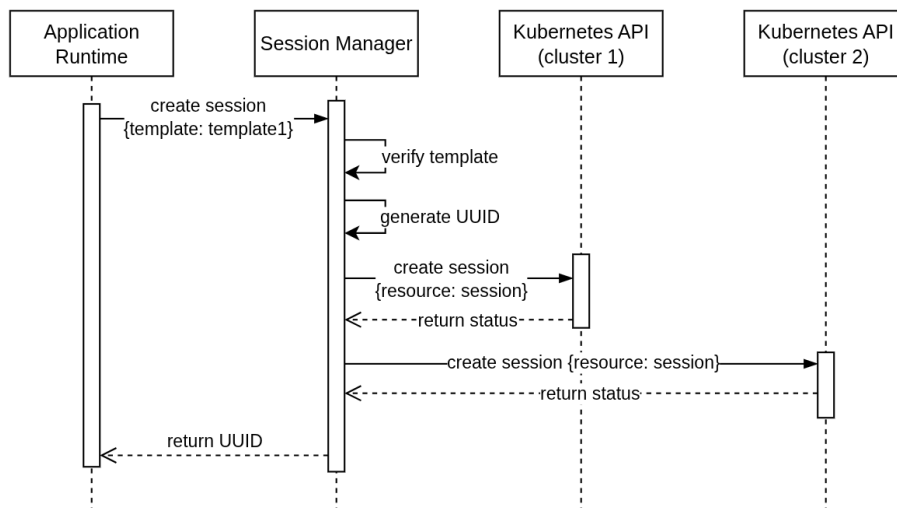 Application
Runtime
Session Manager
Kubernetes API
(cluster 1)
Kubernetes API
(cluster 2)
create session
{template: template1}
verify template
generate UUID
create session
{resource: session}
return status
create session {resource: session}
return status
return UUID